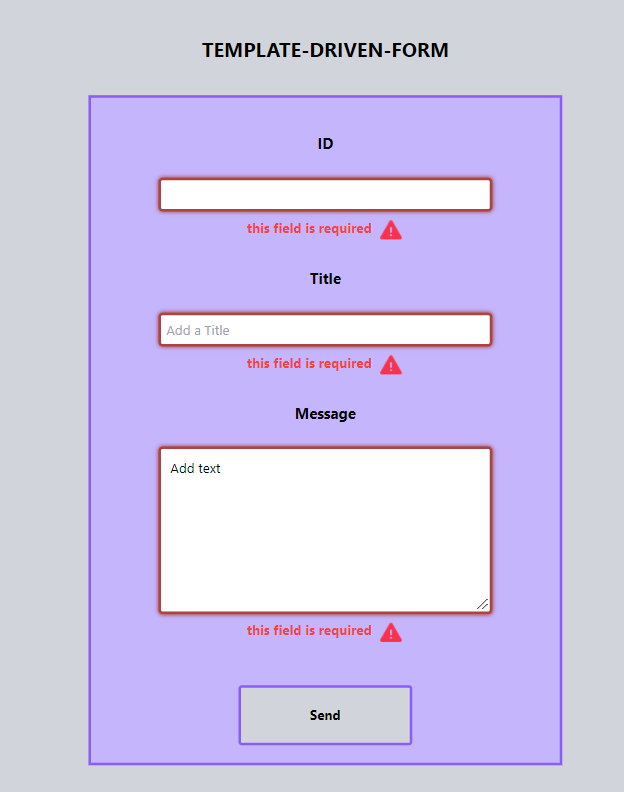 TEMPLATE-DRIVEN-FORM
ID
this field is required
Title
Add a Title
this field is required
Message
Add text
this field is required
Send